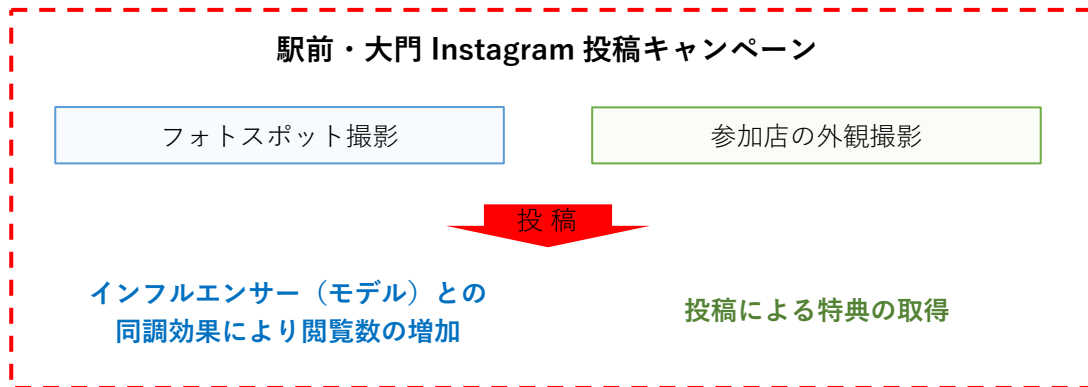 駅前・大門 Instagram 投稿キャンペーン
フォトスポット撮影
参加店の外観撮影
投 稿
インフルエンサー（モデル）との
同調効果により閲覧数の増加
投稿による特典の取得